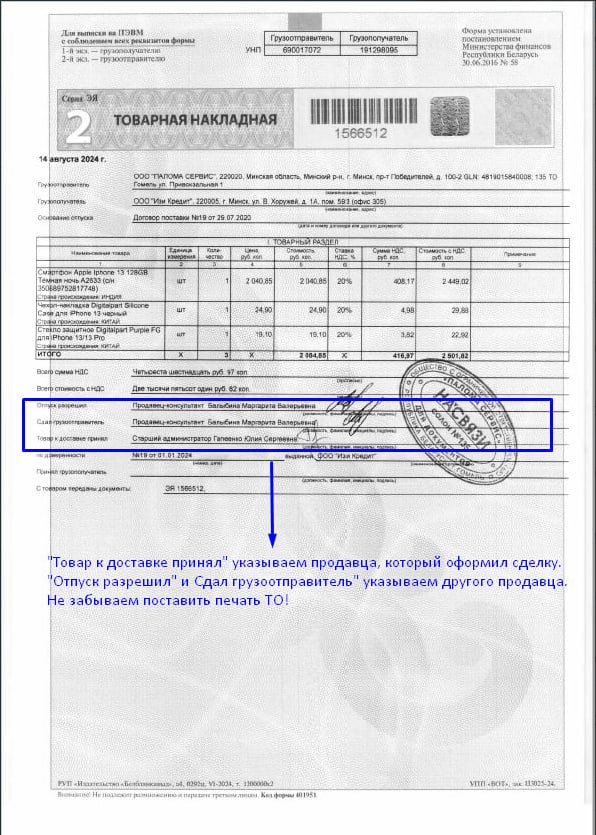 Для выписки на ПЭВМ
с соблюдением всех реквизитов формы
1-й экз. — грузополучателю
2-й экз. — грузоотправителю
Грузоотправитель Грузополучатель
УНП 690017072 191298095
Форма установлена
постановлением
Министерства финансов
Республики Беларусь
30.06.2016 № 58
Серия ЭЯ
2 ТОВАРНАЯ НАКЛАДНАЯ
1566512
14 августа 2024 г.
ООО "ПАЛОМА СЕРВИС", 220020, Минская область, Минский р-н, г. Минск, пр-т Победителей, д. 100-2 GLN: 4819015840008; 135 ТО
Грузоотправитель Гомель ул. Привокзальная 1
(наименование, адрес)
Грузополучатель ООО "Изи Кредит", 220005, г. Минск, ул. В. Хоружей, д. 1А, пом. 59/3 (офис 305)
(наименование, адрес)
Основание отпуска Договор поставки №19 от 29.07.2020
(дата и номер договора или другого документа)
I. ТОВАРНЫЙ РАЗДЕЛ
Наименование товара Единица измерения Коли-чество Цена, руб. коп. Стоимость, руб. коп. Ставка НДС, % Сумма НДС, руб. коп. Стоимость с НДС, руб. коп. Примечание
1 2 3 4 5 6 7 8 9
Смартфон Apple Iphone 13 128GB
Темная ночь A2633 (с/н
350889752817748) шт 1 2 040,85 2 040,85 20% 408,17 2 449,02
Страна происхождения: ИНДИЯ
Чехол-накладка Digitalpart Silicone
Case для iPhone 13 черный шт 1 24,90 24,90 20% 4,98 29,88
Страна происхождения: КИТАЙ
Стекло защитное Digitalpart Purple FG
для iPhone 13/13 Pro шт 1 19,10 19,10 20% 3,82 22,92
Страна происхождения: КИТАЙ
ИТОГО X 3 X 2 084,85 X 416,97 2 501,82
Всего сумма НДС Четыреста шестнадцать руб. 97 коп.
(прописью)
Всего стоимость с НДС Две тысячи пятьсот один руб. 82 коп.
Отпуск разрешил Продавец-консультант Балыбина Маргарита Валерьевна
(должность, фамилия, инициалы, подпись)
Сдал грузоотправитель Продавец-консультант Балыбина Маргарита Валерьевна
(должность, фамилия, инициалы, подпись)
Товар к доставке принял Старший администратор Гапеенко Юлия Сергеевна
(должность, фамилия, инициалы, подпись)
по доверенности №19 от 01.01.2024 выданной ООО "Изи Кредит"
(номер, дата)
Принял грузополучатель
(должность, фамилия, инициалы, подпись)
С товаром переданы документы: ЭЯ 1566512,
"ПАЛОМА СЕРВИС"
НА СВЯЗИ
САЛОН № 135
ДЛЯ ДОКУМЕНТОВ
"Товар к доставке принял" указываем продавца, который оформил сделку.
"Отпуск разрешил" и Сдал грузоотправитель" указываем другого продавца.
Не забываем поставить печать ТО!
РУП «Издательство «Белбланкавыд», а4, 0292ц, VI-2024, т. 1200000к2
УПП «ВОТ», зак. Ц3025-24.
Внимание! Не подлежит размножению и передаче третьим лицам. Код формы 401951